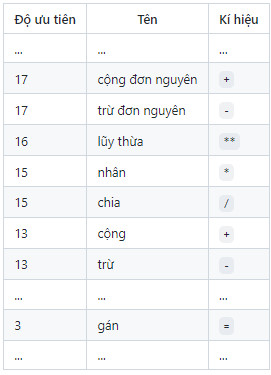 Độ ưu tiên Tên Kí hiệu
... ... ...
17 cộng đơn nguyên +
17 trừ đơn nguyên -
16 lũy thừa **
15 nhân *
15 chia /
13 cộng +
13 trừ -
... ... ...
3 gán =
... ... ...